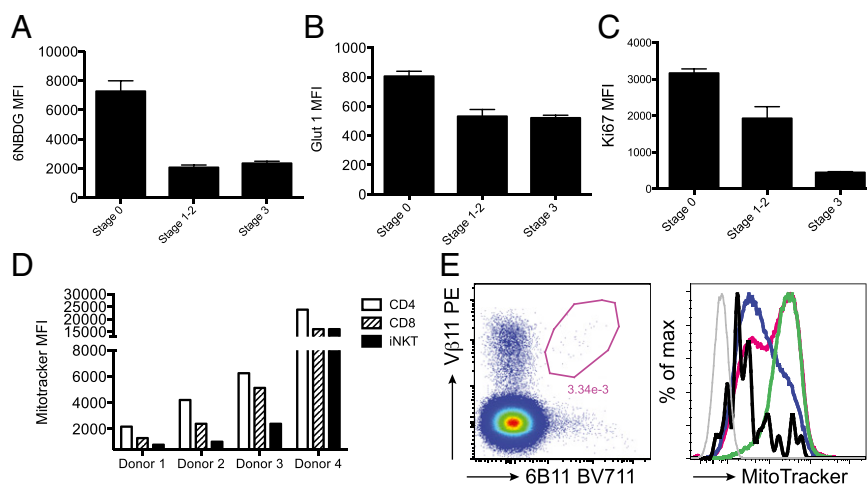 A
6NBDG MFI
10000
8000
6000
4000
2000
0
Stage 0
Stage 1-2
Stage 3
B
Glut 1 MFI
1000
800
600
400
200
0
Stage 0
Stage 1-2
Stage 3
C
Ki67 MFI
4000
3000
2000
1000
0
Stage 0
Stage 1-2
Stage 3
D
Mitotracker MFI
30000
25000
20000
15000
8000
6000
4000
2000
Donor 1
Donor 2
Donor 3
Donor 4
CD4
CD8
iNKT
E
Vβ11 PE
3.34e-3
6B11 BV711
% of max
MitoTracker